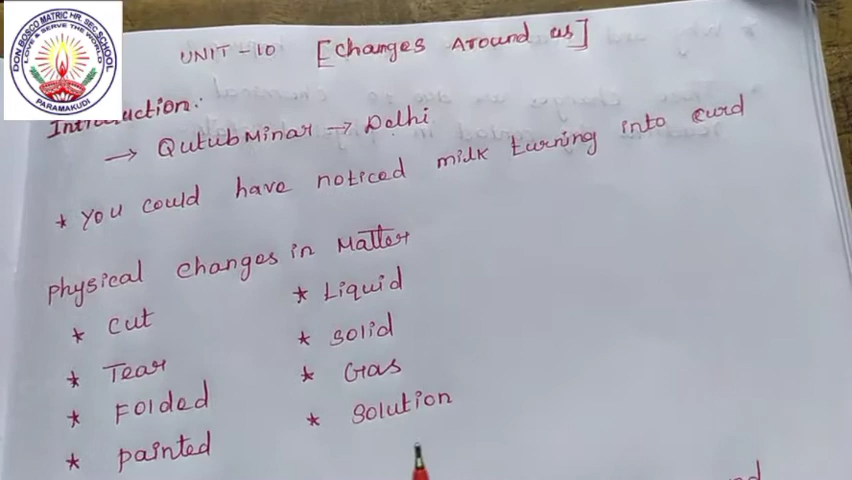 DON BOSCO MATRIC HR. SEC. SCHOOL
LOVE & SERVE THE WORLD
PARAMAKUDI
UNIT - 10 [Changes Around us]
Introduction:
→ Qutub Minar → Delhi
* You could have noticed milk turning into curd
Physical changes in Matter
* Cut
* Tear
* Folded
* painted
* Liquid
* solid
* Gas
* Solution